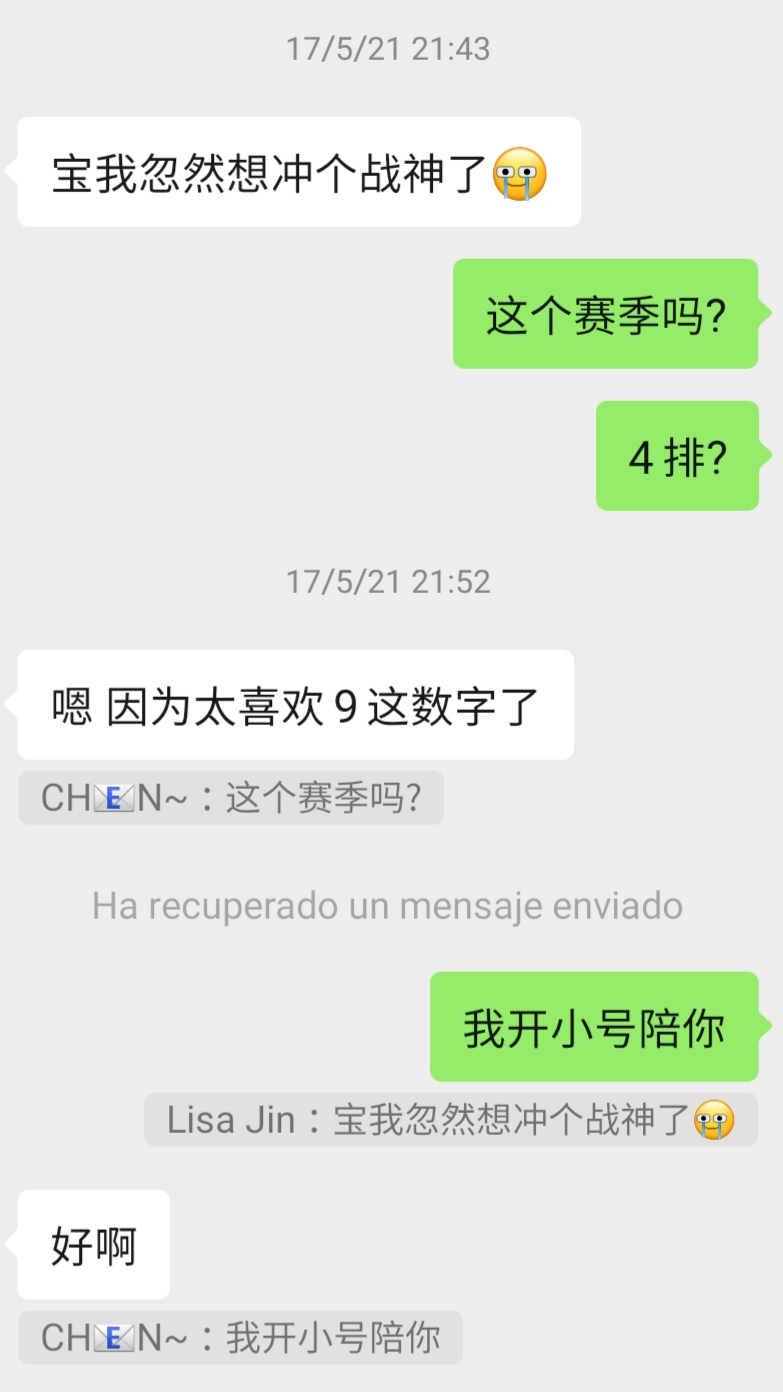 17/5/21 21:43
宝我忽然想冲个战神了😭
这个赛季吗?
4排?
17/5/21 21:52
嗯 因为太喜欢9这数字了
CH📧N~：这个赛季吗?
Ha recuperado un mensaje enviado
我开小号陪你
Lisa Jin：宝我忽然想冲个战神了😭
好啊
CH📧N~：我开小号陪你